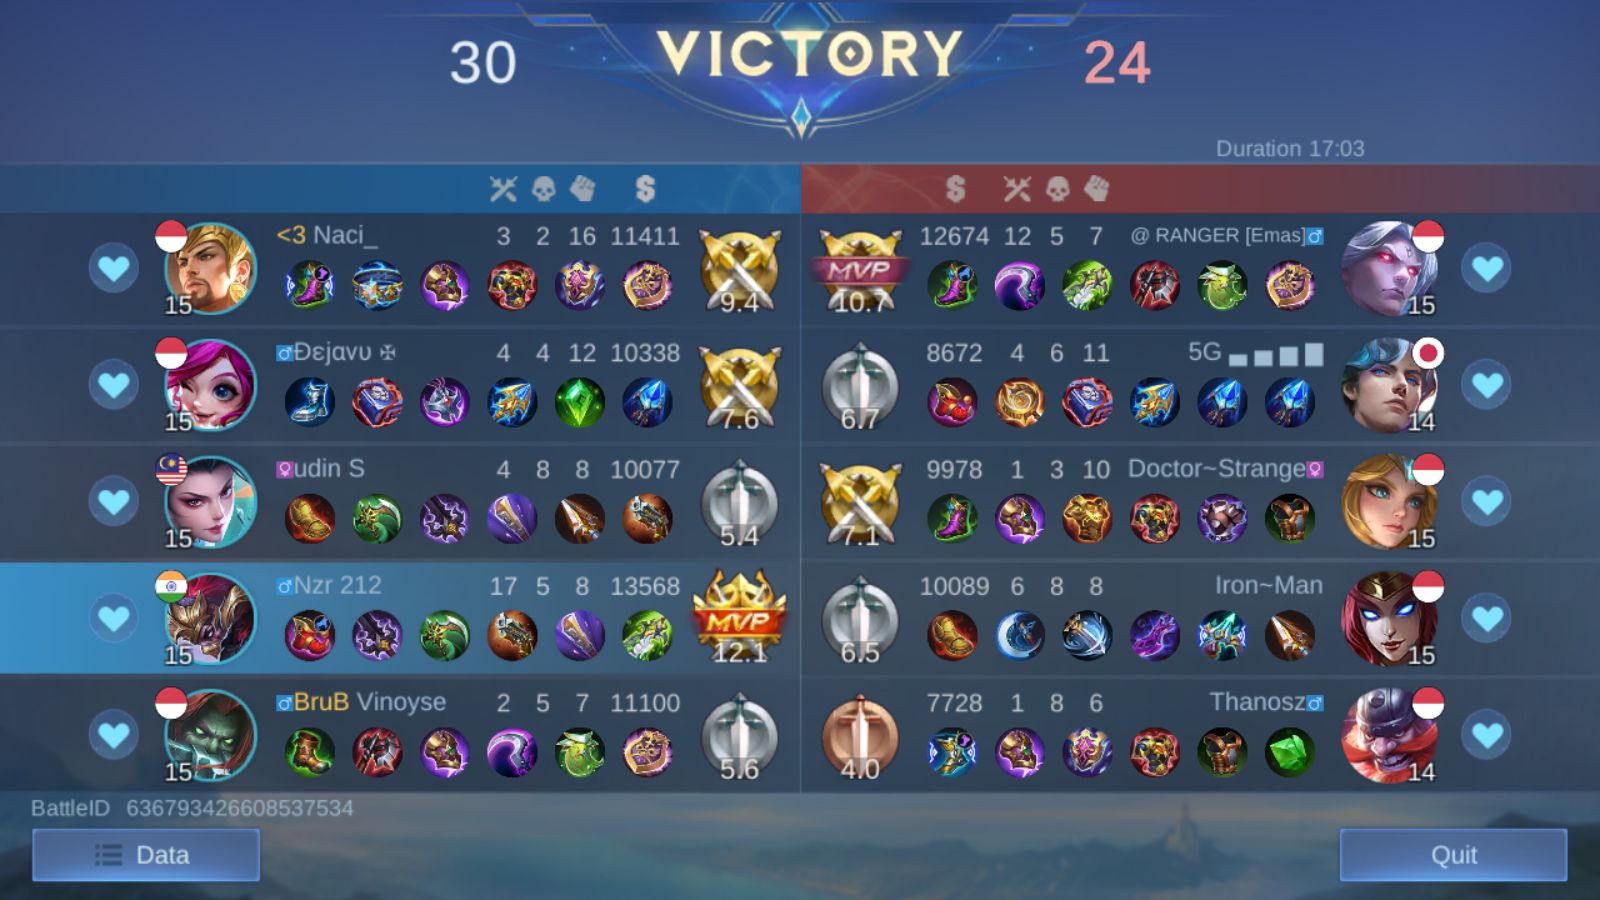 30 VICTORY 24
Duration 17:03
<3 Naci_ 3 2 16 11411
15 9.4
12674 12 5 7 @ RANGER [Emas]
MVP 10.7 15
Đεjανυ ✠ 4 4 12 10338
15 7.6
8672 4 6 11 5G
6.7 14
udin S 4 8 8 10077
15 5.4
9978 1 3 10 Doctor~Strange
7.1 15
Nzr 212 17 5 8 13568
15 MVP 12.1
10089 6 8 8 Iron~Man
6.5 15
BruB Vinoyse 2 5 7 11100
15 5.6
7728 1 8 6 Thanosz
4.0 14
BattleID 636793426608537534
Data
Quit